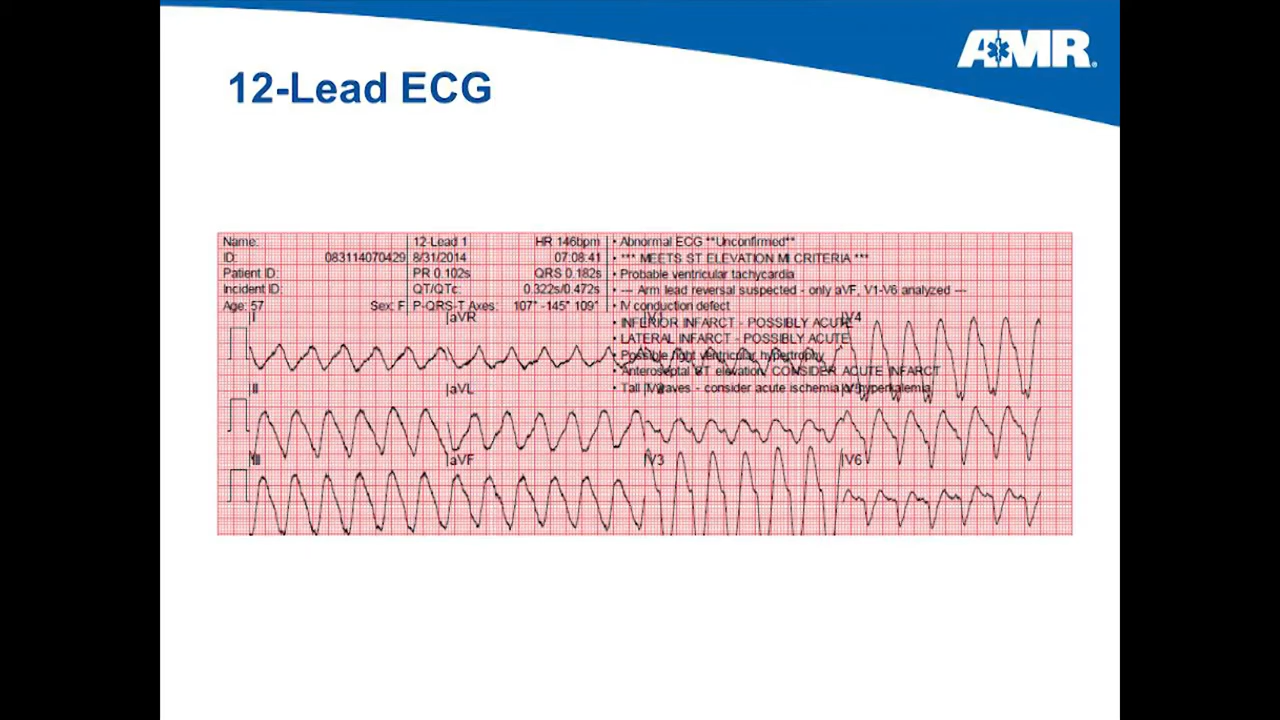 AMR
12-Lead ECG
Name:
ID: 083114070429
Patient ID:
Incident ID:
Age: 57 Sex: F
12-Lead 1 HR 146bpm
8/31/2014 07:08:41
PR 0.102s QRS 0.182s
QT/QTc: 0.322s/0.472s
P-QRS-T Axes: 107° -145° 109°
• Abnormal ECG **Unconfirmed**
• *** MEETS ST ELEVATION MI CRITERIA ***
• Probable ventricular tachycardia
• --- Arm lead reversal suspected - only aVF, V1-V6 analyzed ---
• IV conduction defect
• INFERIOR INFARCT - POSSIBLY ACUTE
• LATERAL INFARCT - POSSIBLY ACUTE
• Possible right ventricular hypertrophy
• Anteroseptal ST elevation, CONSIDER ACUTE INFARCT
• Tall T waves - consider acute ischemia or hyperkalemia
I aVR V1 V4
II aVL V2 V5
III aVF V3 V6